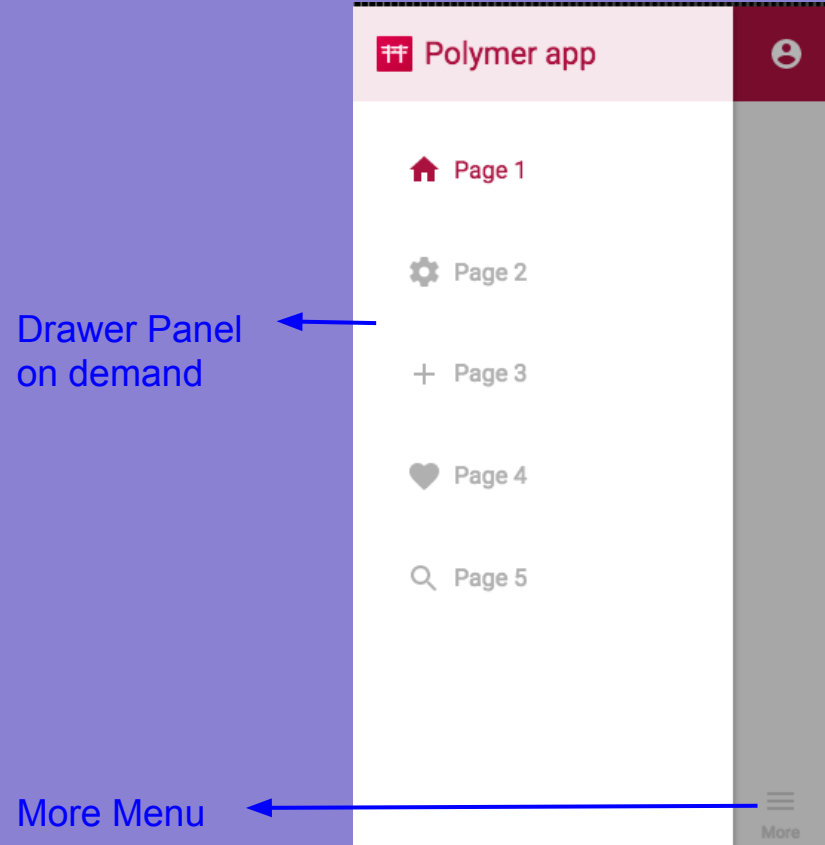 Polymer app
Page 1
Page 2
Drawer Panel
on demand
Page 3
Page 4
Page 5
More Menu
More